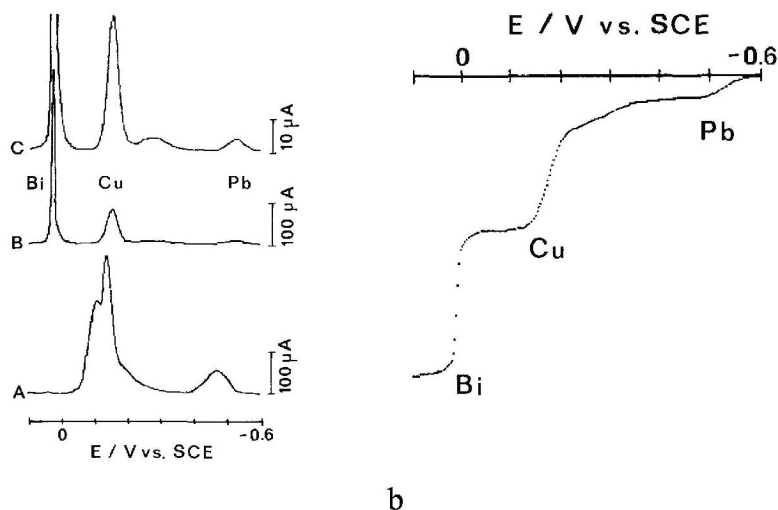 C
10 µA
Bi
Cu
Pb
B
100 µA
A
100 µA
0
-0.6
E / V vs. SCE
E / V vs. SCE
0
-0.6
Pb
Cu
Bi
b